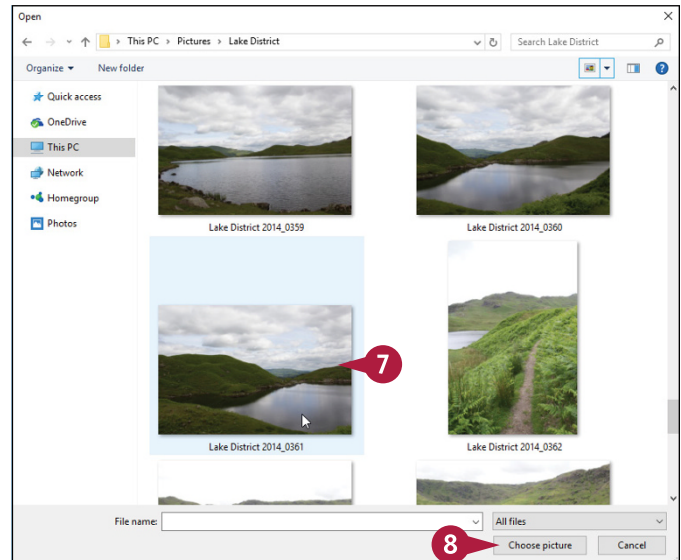 Open
This PC > Pictures > Lake District
Search Lake District
Organize
New folder
Quick access
OneDrive
This PC
Network
Homegroup
Photos
Lake District 2014_0359
Lake District 2014_0360
7
Lake District 2014_0361
Lake District 2014_0362
File name:
All files
8
Choose picture
Cancel